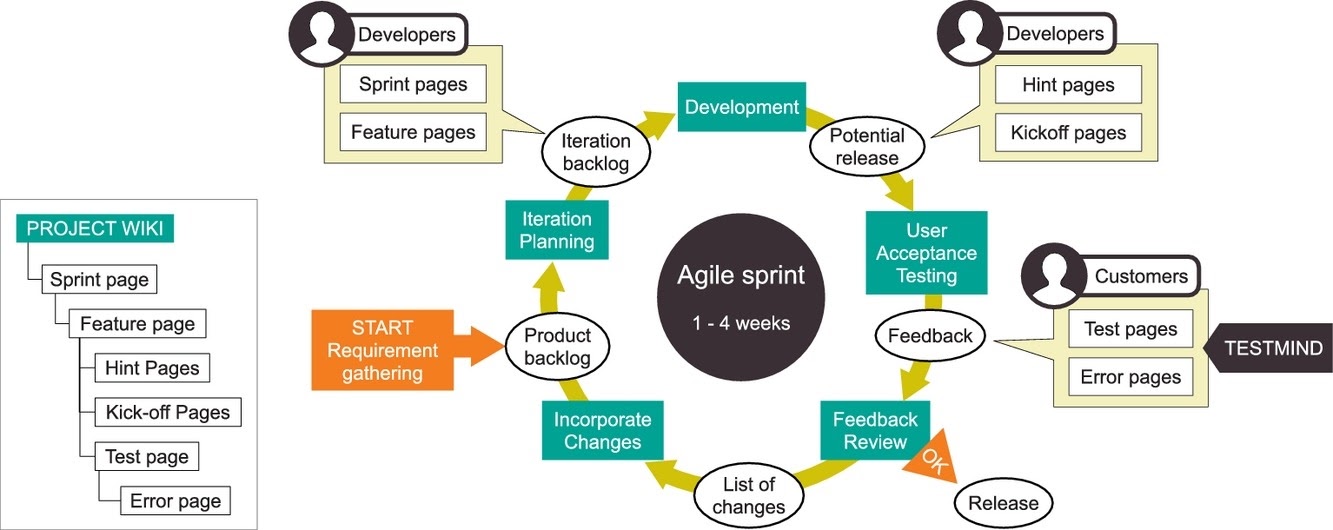 Developers
Sprint pages
Feature pages
Developers
Hint pages
Kickoff pages
Development
Iteration
backlog
Potential
release
Iteration
Planning
User
Acceptance
Testing
Agile sprint
1 - 4 weeks
PROJECT WIKI
Sprint page
Feature page
Hint Pages
Kick-off Pages
Test page
Error page
START
Requirement
gathering
Product
backlog
Feedback
Customers
Test pages
Error pages
TESTMIND
Incorporate
Changes
Feedback
Review
OK
List of
changes
Release